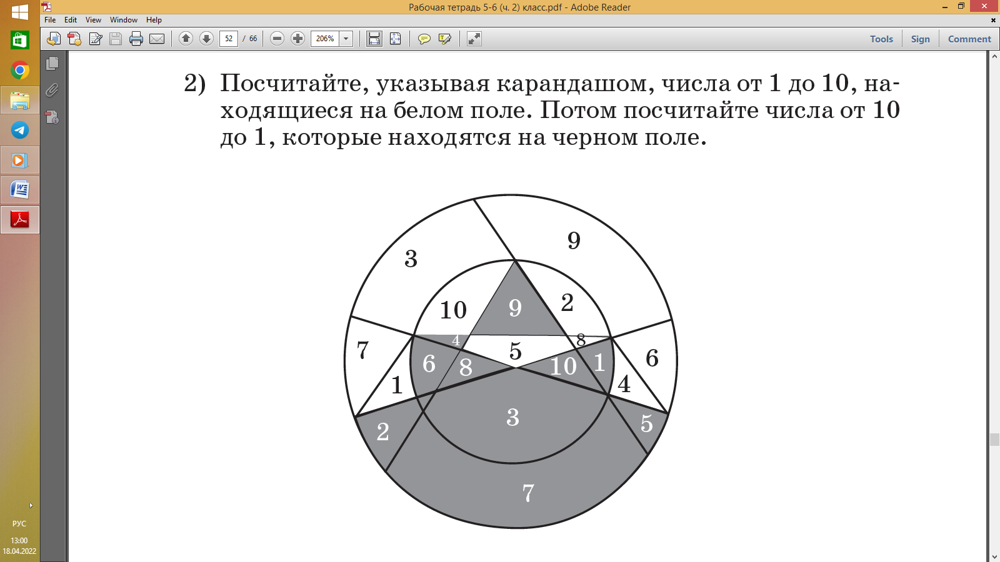 Рабочая тетрадь 5-6 (ч. 2) класс.pdf - Adobe Reader
File Edit View Window Help
52 / 66 206% Tools Sign Comment
2) Посчитайте, указывая карандашом, числа от 1 до 10, на-
ходящиеся на белом поле. Потом посчитайте числа от 10
до 1, которые находятся на черном поле.
9
3
10 9 2
4 8
7 5 6
6 8 10 1
1 4
3
2 5
7
РУС
13:00
18.04.2022